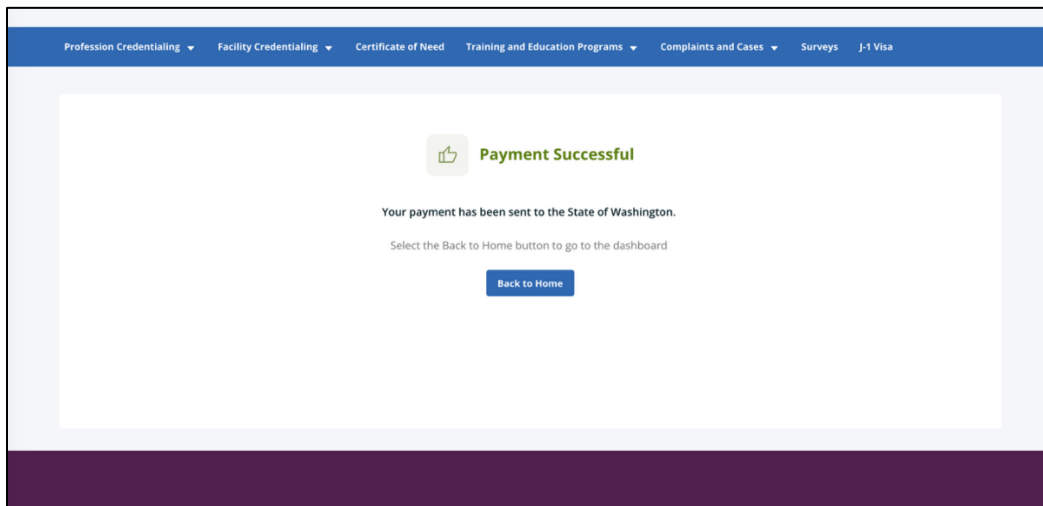 Profession Credentialing Facility Credentialing Certificate of Need Training and Education Programs Complaints and Cases Surveys J-1 Visa
Payment Successful
Your payment has been sent to the State of Washington.
Select the Back to Home button to go to the dashboard
Back to Home